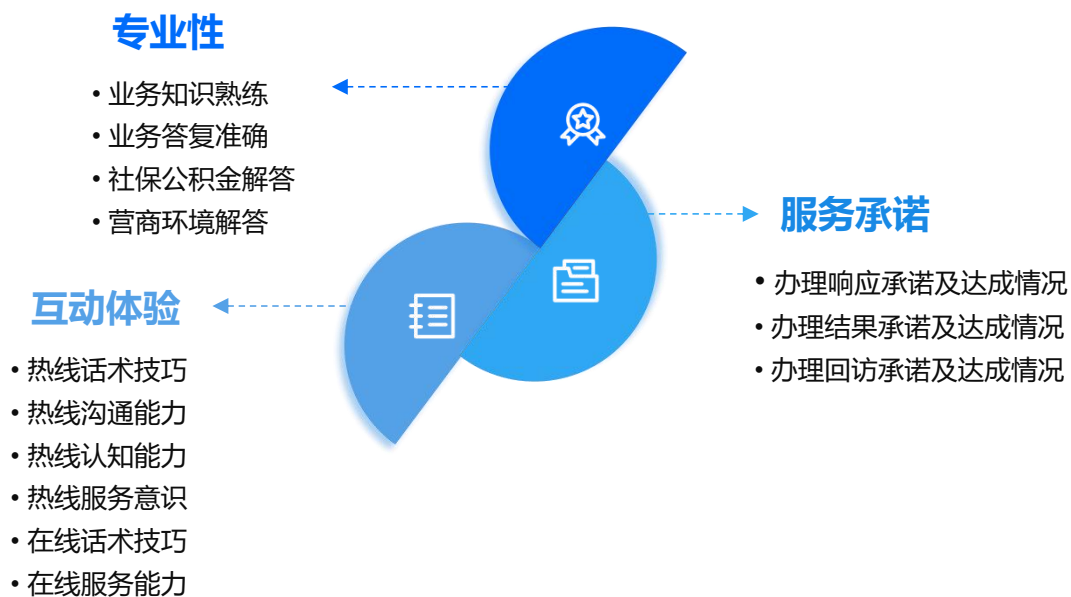 专业性
• 业务知识熟练
• 业务答复准确
• 社保公积金解答
• 营商环境解答
服务承诺
• 办理响应承诺及达成情况
• 办理结果承诺及达成情况
• 办理回访承诺及达成情况
互动体验
• 热线话术技巧
• 热线沟通能力
• 热线认知能力
• 热线服务意识
• 在线话术技巧
• 在线服务能力